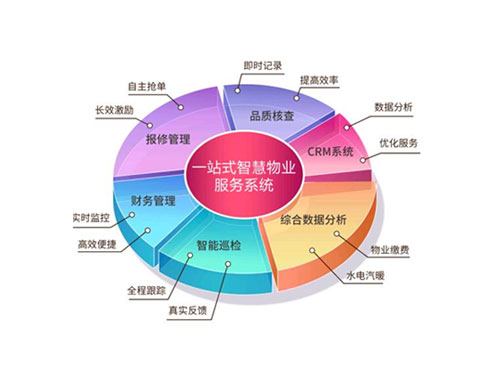 即时记录
提高效率
自主抢单
数据分析
长效激励
品质核查
报修管理
优化服务
CRM系统
一站式智慧物业
服务系统
财务管理
综合数据分析
实时监控
智能巡检
高效便捷
物业缴费
水电汽暖
全程跟踪
真实反馈